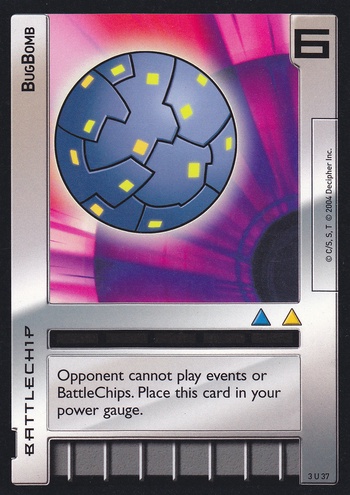 BugBomb
6
© C/S, S, T © 2004 Decipher Inc.
BATTLECHIP
Opponent cannot play events or
BattleChips. Place this card in your
power gauge.
3 U 37